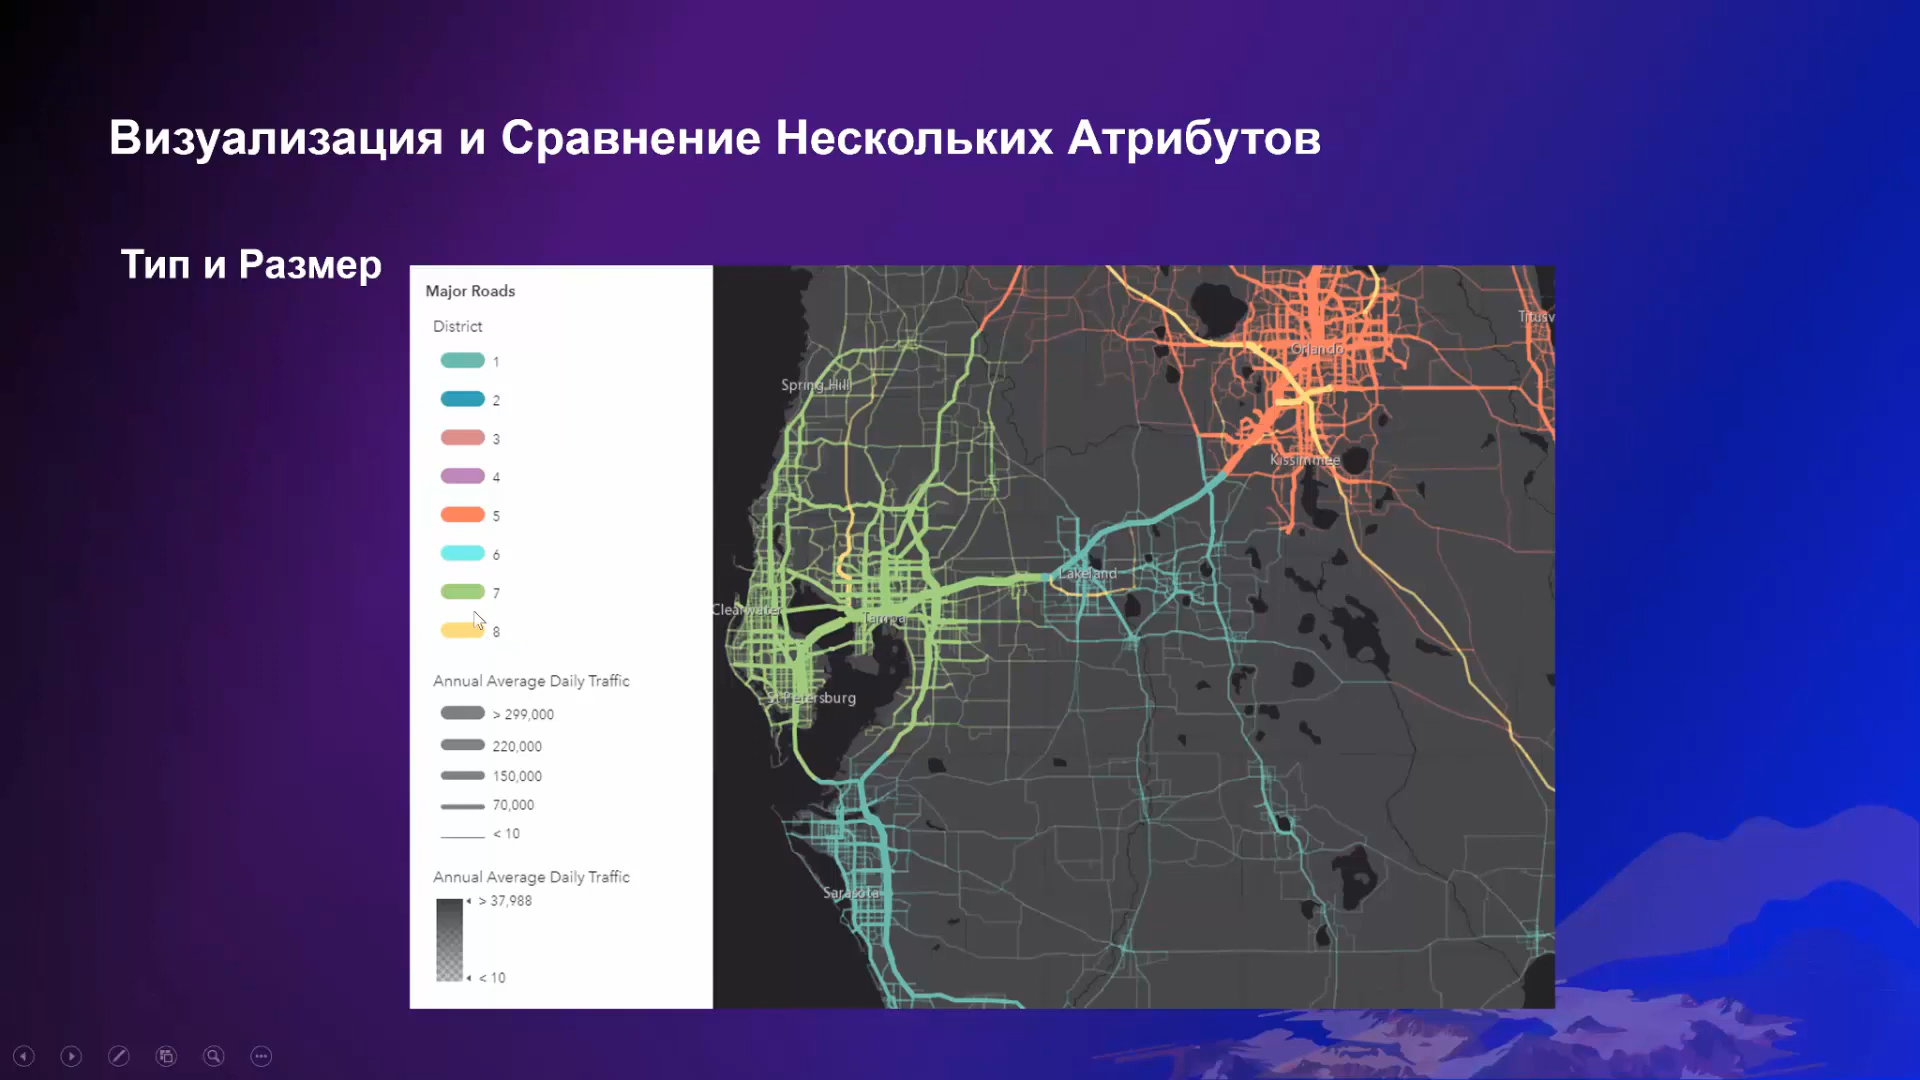 Визуализация и Сравнение Нескольких Атрибутов
Тип и Размер
Major Roads
District
1
2
3
4
5
6
7
8
Annual Average Daily Traffic
> 299,000
220,000
150,000
70,000
< 10
Annual Average Daily Traffic
> 37,988
< 10
Titusv
Orlando
Spring Hill
Kissimmee
Lakeland
Clearwater
Tampa
St Petersburg
Sarasota